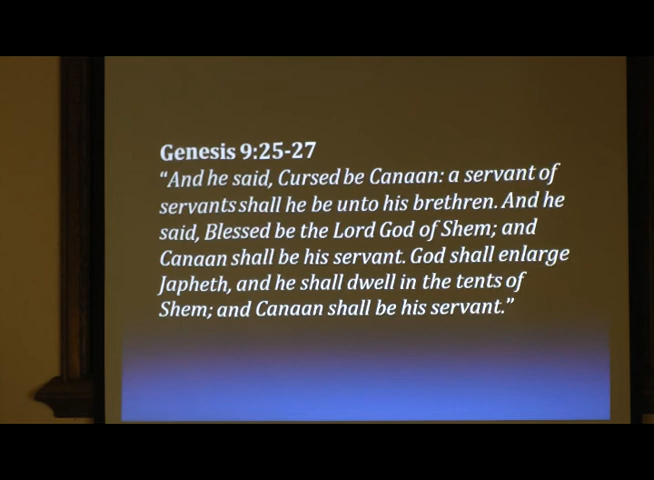 Genesis 9:25-27
“And he said, Cursed be Canaan: a servant of
servants shall he be unto his brethren. And he
said, Blessed be the Lord God of Shem; and
Canaan shall be his servant. God shall enlarge
Japheth, and he shall dwell in the tents of
Shem; and Canaan shall be his servant.”